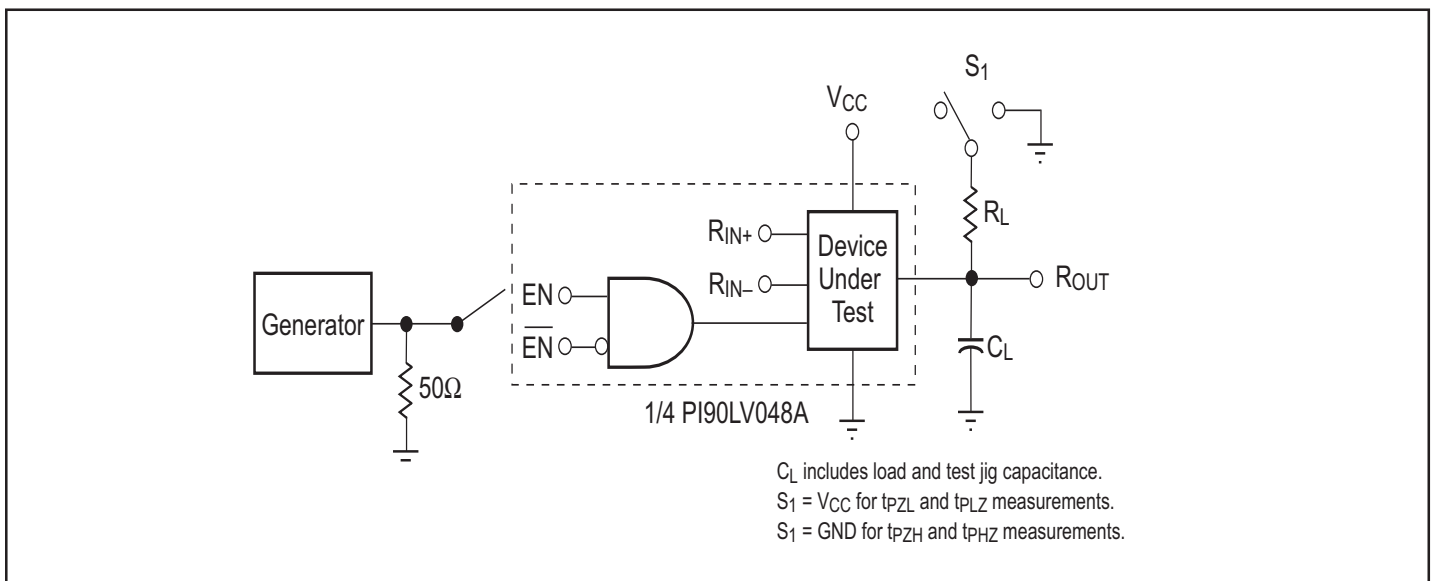 S1
VCC
RL
RIN+
Device
Under
Test
RIN–
ROUT
EN
Generator
EN
CL
50Ω
1/4 PI90LV048A
CL includes load and test jig capacitance.
S1 = VCC for tPZL and tPLZ measurements.
S1 = GND for tPZH and tPHZ measurements.